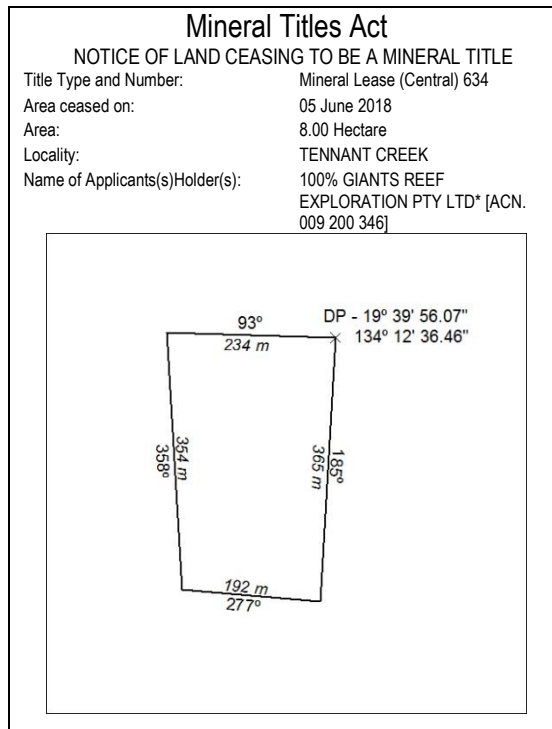 Mineral Titles Act
NOTICE OF LAND CEASING TO BE A MINERAL TITLE
Title Type and Number: Mineral Lease (Central) 634
Area ceased on: 05 June 2018
Area: 8.00 Hectare
Locality: TENNANT CREEK
Name of Applicants(s)Holder(s): 100% GIANTS REEF
EXPLORATION PTY LTD* [ACN.
009 200 346]
93º
234 m
DP - 19º 39' 56.07"
134º 12' 36.46"
358º
354 m
365 m
185º
192 m
277º